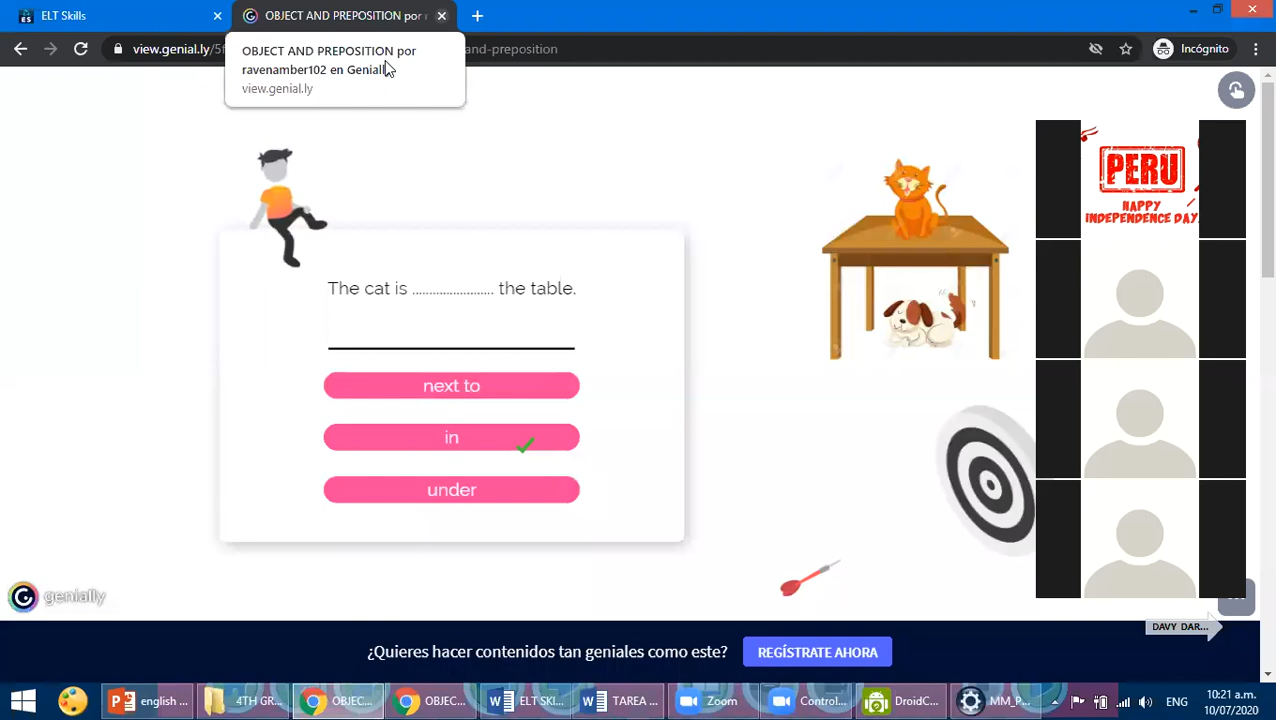 ELT Skills
OBJECT AND PREPOSITION por
view.genial.ly/5f
and-preposition
Incógnito
OBJECT AND PREPOSITION por
ravenamber102 en Genially
view.genial.ly
PERU
HAPPY
INDEPENDENCE DAY
The cat is ........................ the table.
next to
in
under
genially
DAVY DAR...
¿Quieres hacer contenidos tan geniales como este?
REGÍSTRATE AHORA
english ...
4TH GR...
OBJEC...
OBJEC...
ELT SKI...
TAREA ...
Zoom
Control...
DroidC...
MM_P...
ENG
10:21 a.m.
10/07/2020